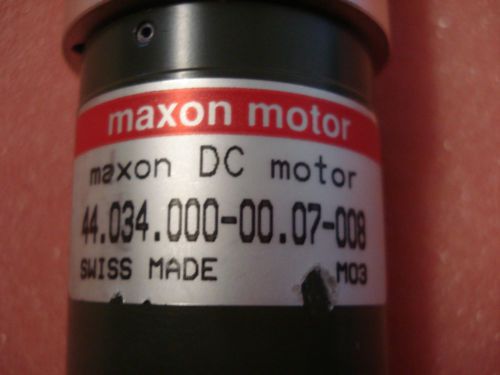 maxon motor
maxon DC motor
44.034.000-00.07-008
SWISS MADE M03